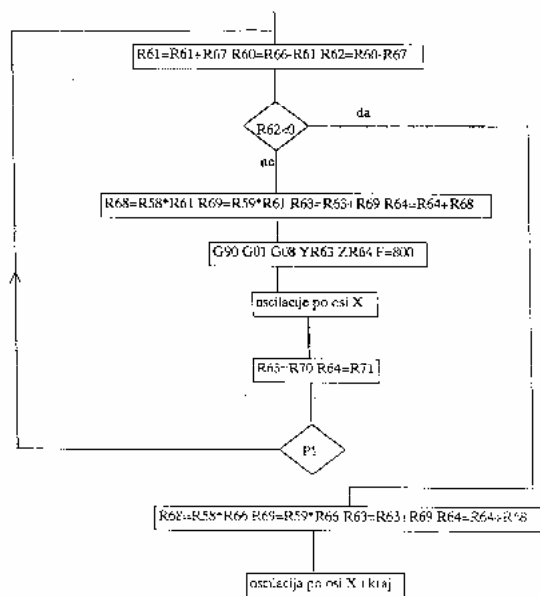 R61=R61+R67 R60=R66-R61 R62=R60-R67
da
R62<0
ne
R68=R58*R61 R69=R59*R61 R63=R63+R69 R64=R64+R68
G90 G01 G08 YR63 ZR64 F=800
oscilacije po osi X
R63=R70 R64=R71
R68=R58*R66 R69=R59*R66 R63=R63+R69 R64=R64+R68
oscilacija po osi X i kraj